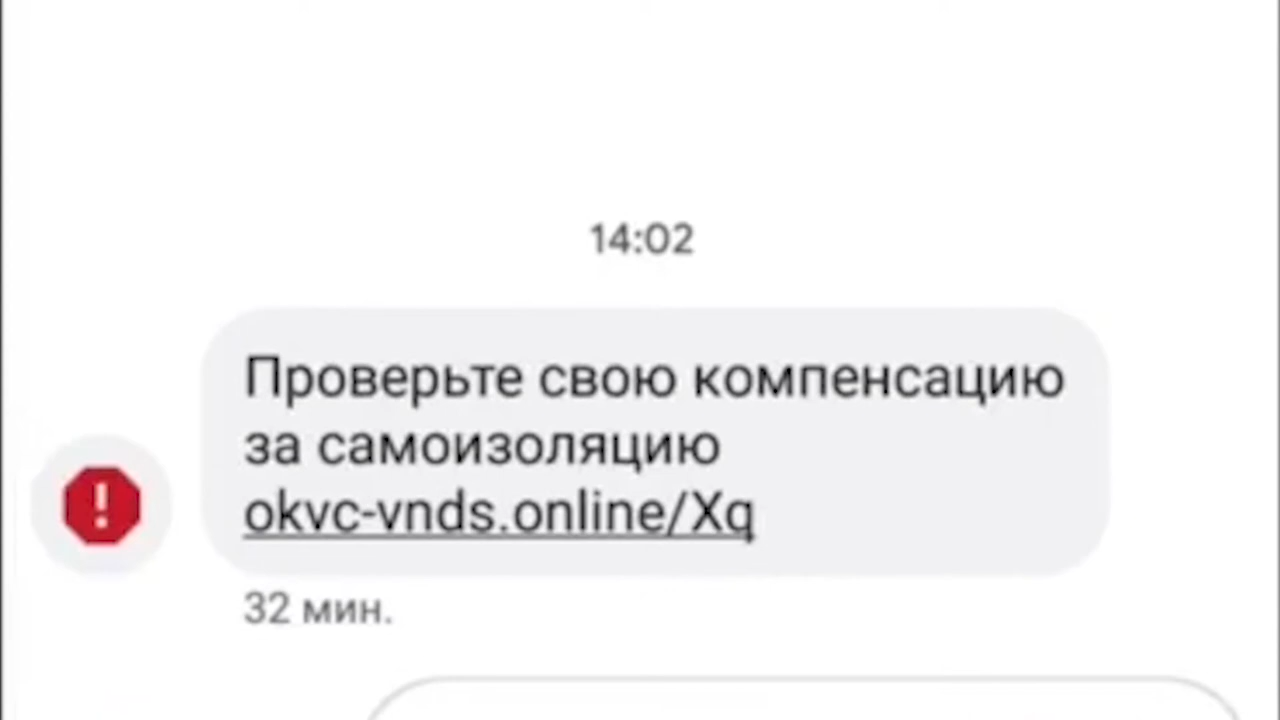 14:02
Проверьте свою компенсацию
за самоизоляцию
okvc-vnds.online/Xq
32 мин.